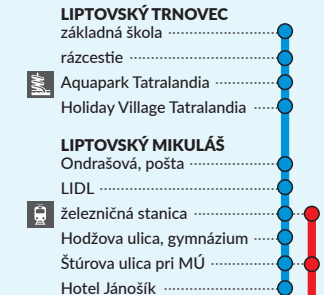 LIPTOVSKÝ TRNOVEC
základná škola
rázcestie
Aquapark Tatralandia
Holiday Village Tatralandia
LIPTOVSKÝ MIKULÁŠ
Ondrašová, pošta
LIDL
železničná stanica
Hodžova ulica, gymnázium
Štúrova ulica pri MÚ
Hotel Jánošík